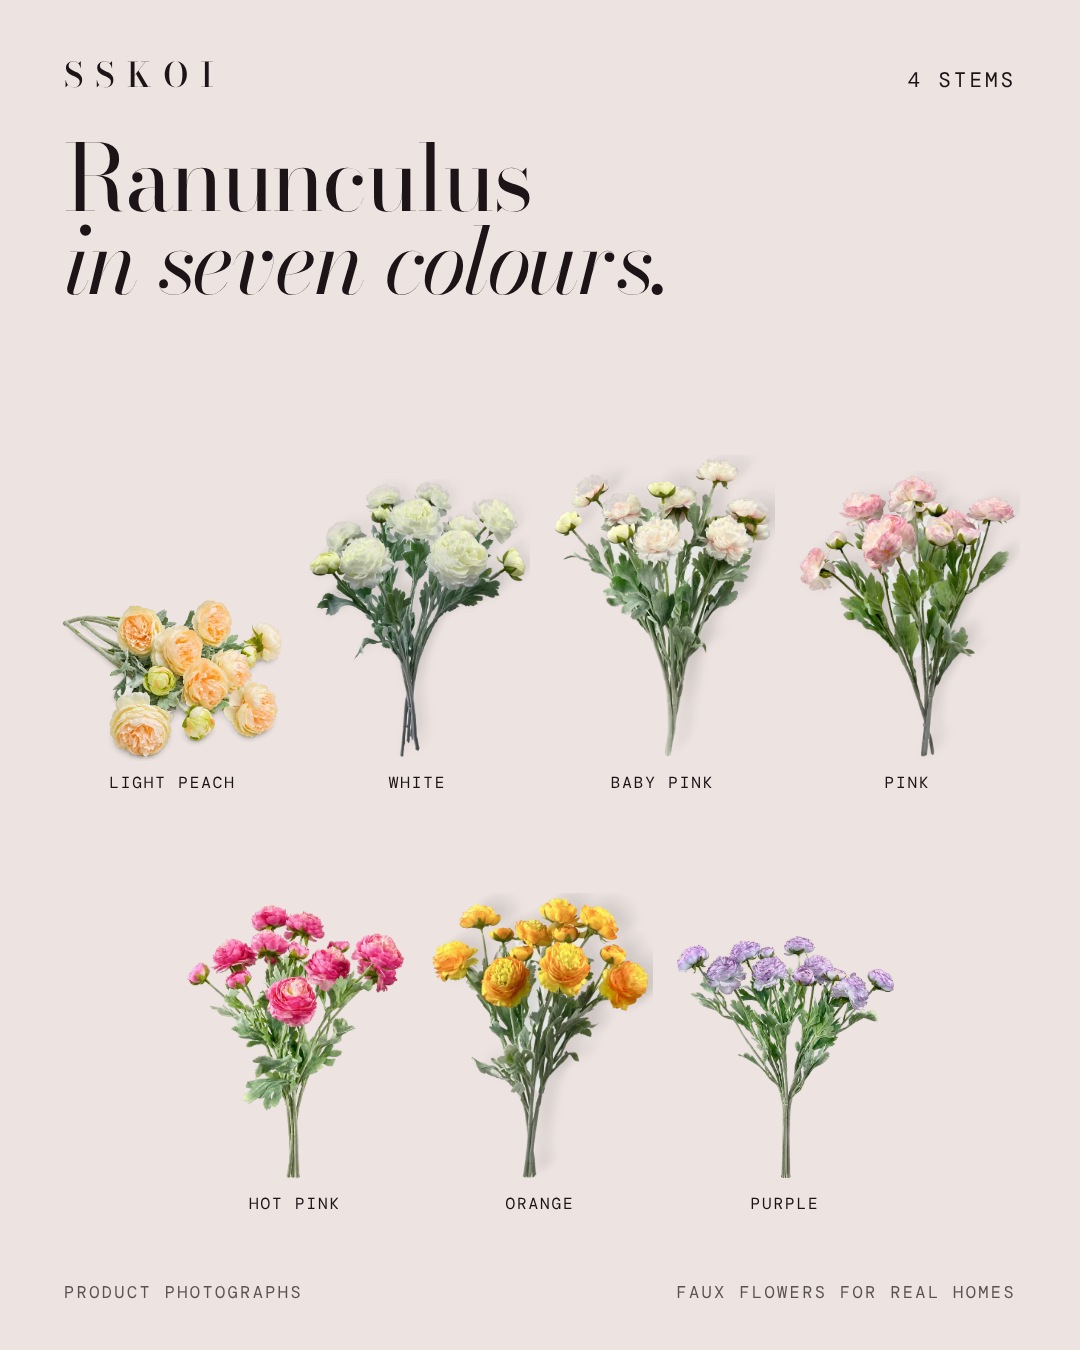 SSKOI
4 STEMS
Ranunculus
in seven colours.
LIGHT PEACH
WHITE
BABY PINK
PINK
HOT PINK
ORANGE
PURPLE
PRODUCT PHOTOGRAPHS
FAUX FLOWERS FOR REAL HOMES